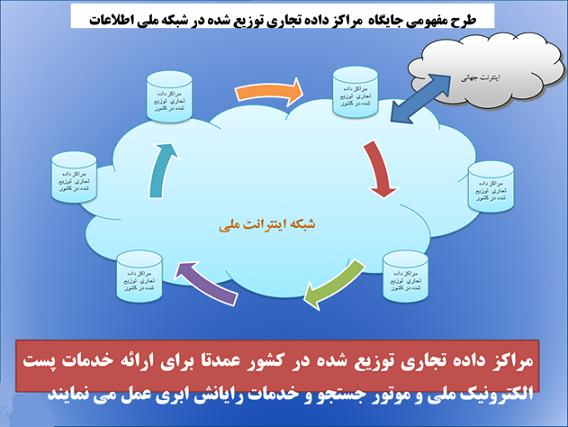 طرح مفهومی جایگاه مراکز داده تجاری توزیع شده در شبکه ملی اطلاعات
اینترنت جهانی
مراکز داده
تجاری توزیع
شده در کشور
مراکز داده
تجاری توزیع
شده در کشور
مراکز داده
تجاری توزیع
شده در کشور
مراکز داده
تجاری توزیع
شده در کشور
شبکه اینترانت ملی
مراکز داده
تجاری توزیع
شده در کشور
مراکز داده
تجاری توزیع
شده در کشور
مراکز داده تجاری توزیع شده در کشور عمدتا برای ارائه خدمات پست
الکترونیک ملی و موتور جستجو و خدمات رایانش ابری عمل می نمایند